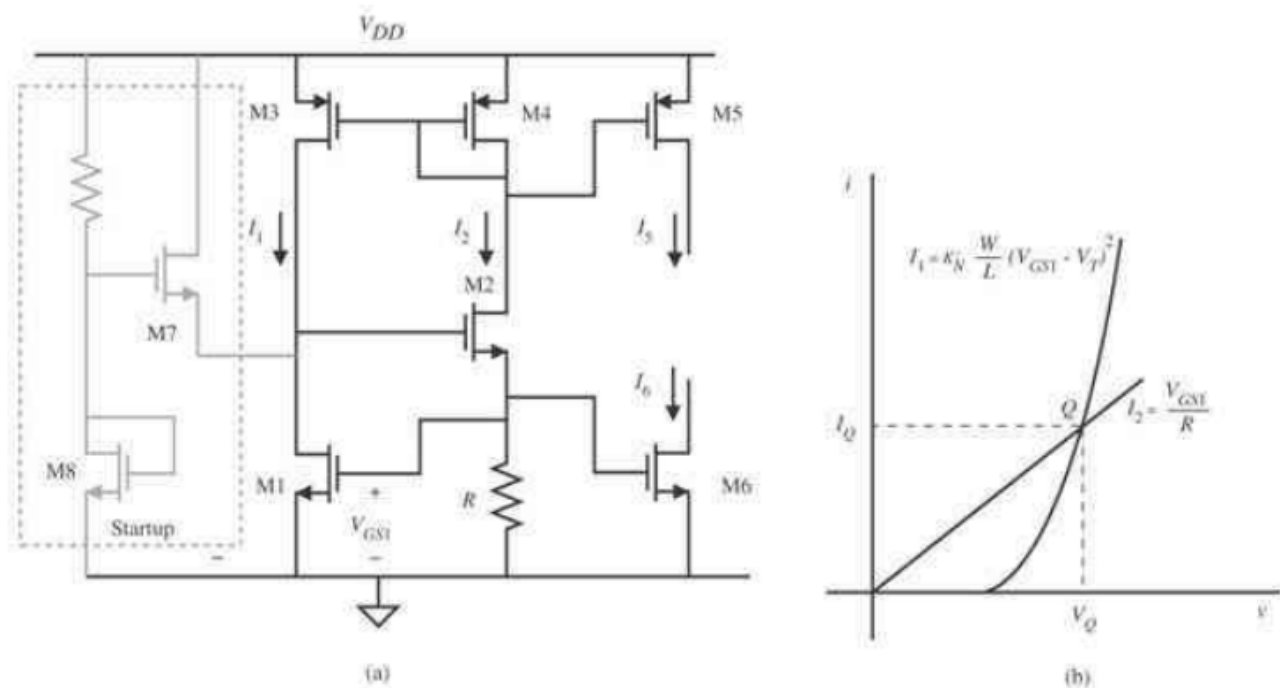 V_DD
M3
M4
M5
I_1
I_2
I_5
M2
M7
I_6
M8
M1
+
V_GS1
−
R
M6
Startup
−
(a)
i
I_1 = K'_N W/L (V_GS1 - V_T)^2
Q
I_2 = V_GS1/R
I_Q
V_Q
v
(b)